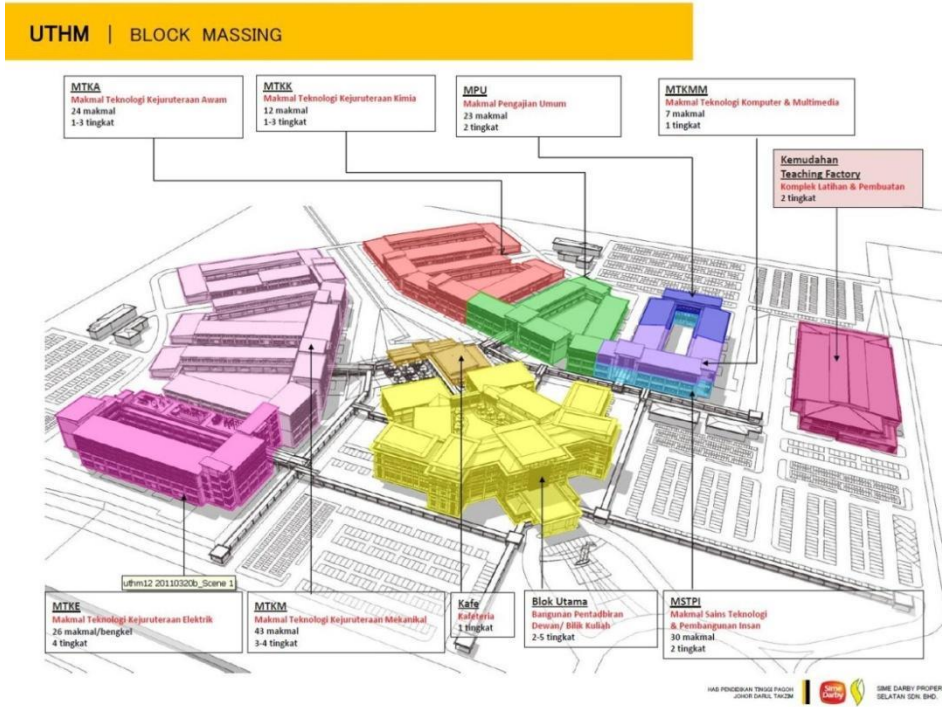 UTHM | BLOCK MASSING
MTKA
Makmal Teknologi Kejuruteraan Awam
24 makmal
1-3 tingkat
MTKK
Makmal Teknologi Kejuruteraan Kimia
12 makmal
1-3 tingkat
MPU
Makmal Pengajian Umum
23 makmal
2 tingkat
MTKMM
Makmal Teknologi Komputer & Multimedia
7 makmal
1 tingkat
Kemudahan
Teaching Factory
Komplek Latihan & Pembuatan
2 tingkat
uthm12 20110320b_Scene 1
MTKE
Makmal Teknologi Kejuruteraan Elektrik
26 makmal/bengkel
4 tingkat
MTKM
Makmal Teknologi Kejuruteraan Mekanikal
43 makmal
3-4 tingkat
Kafe
Kafeteria
1 tingkat
Blok Utama
Bangunan Pentadbiran
Dewan/ Bilik Kuliah
2-5 tingkat
MSTPI
Makmal Sains Teknologi
& Pembangunan Insan
30 makmal
2 tingkat
HAB PENDIDIKAN TINGGI PAGOH
JOHOR DARUL TAKZIM
Sime
Darby
SIME DARBY PROPER
SELATAN SDN. BHD.